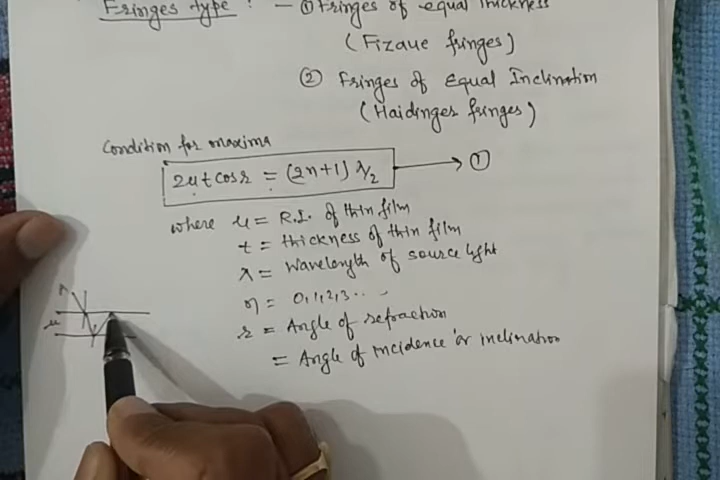 Fringes type : - ① Fringes of equal thickness
(Fizaue fringes)
② Fringes of Equal Inclination
(Haidinges fringes)
Condition for maxima
2μt cos r = (2n+1) λ/2 → ①
where μ = R.I. of thin film
t = thickness of thin film
λ = Wavelength of source light
n = 0,1,2,3...
r = Angle of refraction
= Angle of incidence or inclination
μ